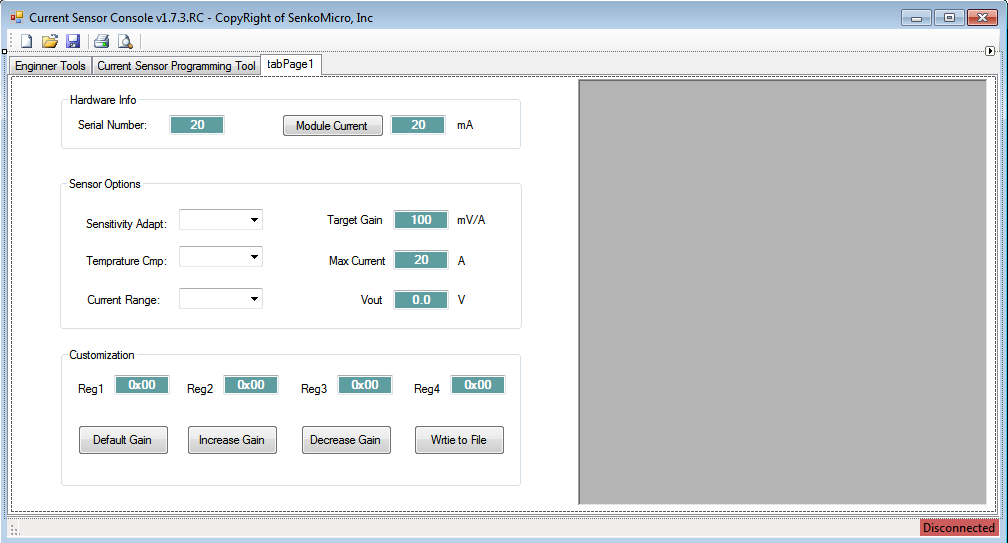 Current Sensor Console v1.7.3.RC - CopyRight of SenkoMicro, Inc
Enginner Tools Current Sensor Programming Tool tabPage1
Hardware Info
Serial Number: 20 Module Current 20 mA
Sensor Options
Sensitivity Adapt: Target Gain 100 mV/A
Temprature Cmp: Max Current 20 A
Current Range: Vout 0.0 V
Customization
Reg1 0x00 Reg2 0x00 Reg3 0x00 Reg4 0x00
Default Gain Increase Gain Decrease Gain Wrtie to File
Disconnected